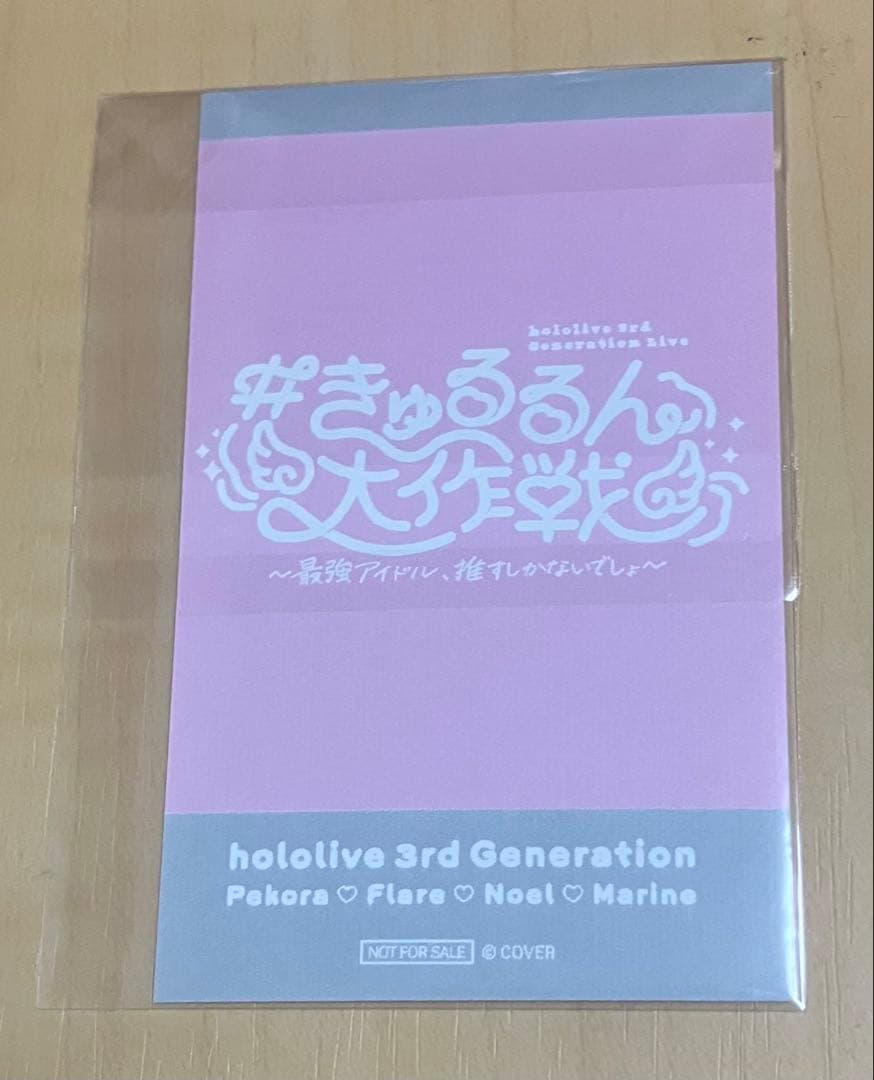 hololive 3rd
Generation Live
#きゅるるん
大作戦
〜最強アイドル、推すしかないでしょ〜
hololive 3rd Generation
Pekora♡Flare♡Noel♡Marine
NOT FOR SALE © COVER